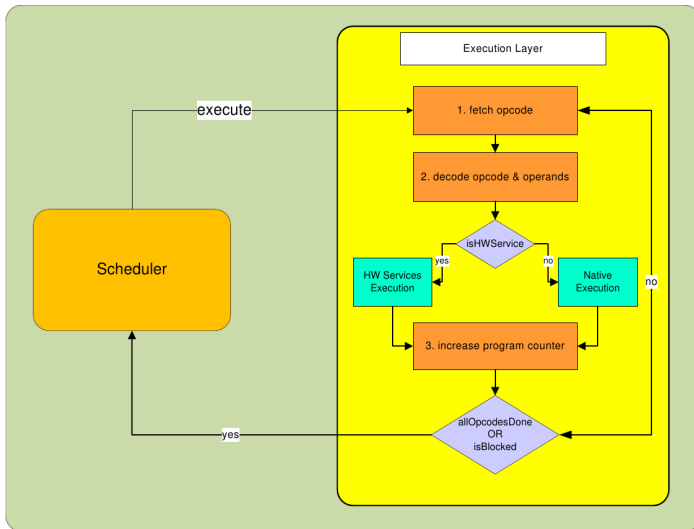 Execution Layer
execute
1. fetch opcode
2. decode opcode & operands
isHWService
yes
no
Scheduler
HW Services
Execution
Native
Execution
no
3. increase program counter
allOpcodesDone
OR
isBlocked
yes